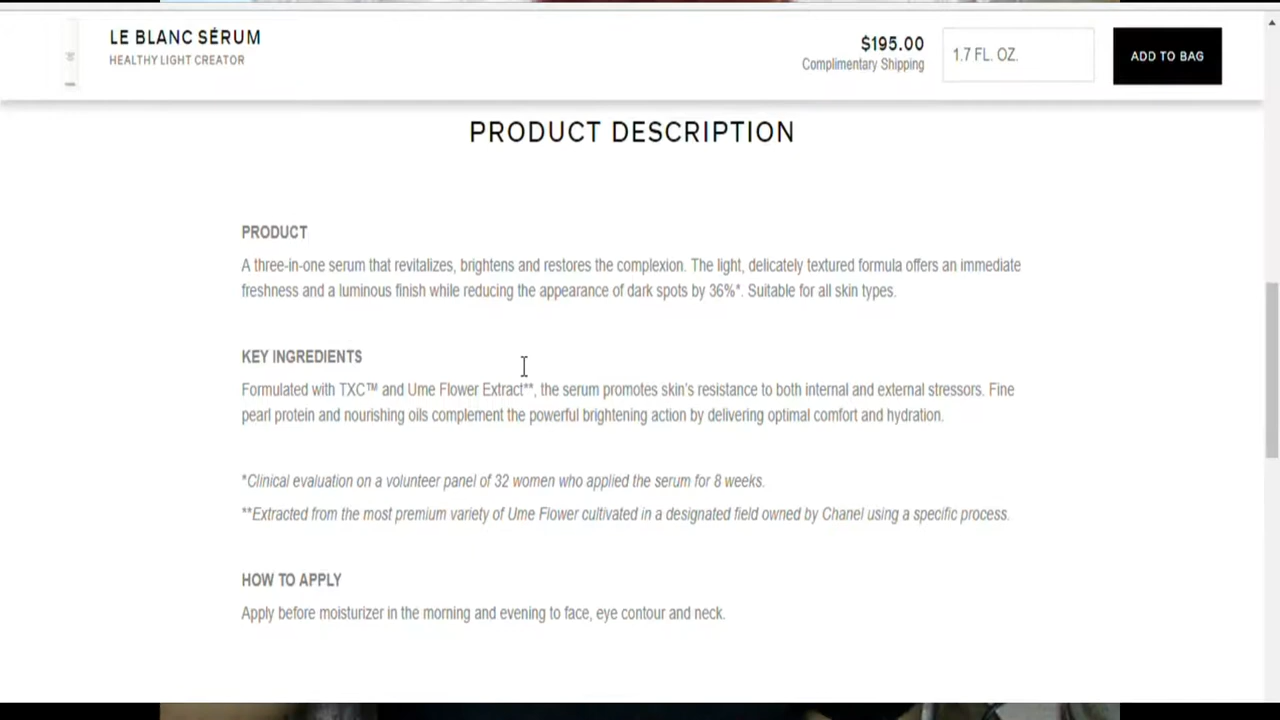 LE BLANC SÉRUM
HEALTHY LIGHT CREATOR
$195.00
Complimentary Shipping
1.7 FL. OZ.
ADD TO BAG
PRODUCT DESCRIPTION
PRODUCT
A three-in-one serum that revitalizes, brightens and restores the complexion. The light, delicately textured formula offers an immediate
freshness and a luminous finish while reducing the appearance of dark spots by 36%*. Suitable for all skin types.
KEY INGREDIENTS
Formulated with TXC™ and Ume Flower Extract**, the serum promotes skin's resistance to both internal and external stressors. Fine
pearl protein and nourishing oils complement the powerful brightening action by delivering optimal comfort and hydration.
*Clinical evaluation on a volunteer panel of 32 women who applied the serum for 8 weeks.
**Extracted from the most premium variety of Ume Flower cultivated in a designated field owned by Chanel using a specific process.
HOW TO APPLY
Apply before moisturizer in the morning and evening to face, eye contour and neck.